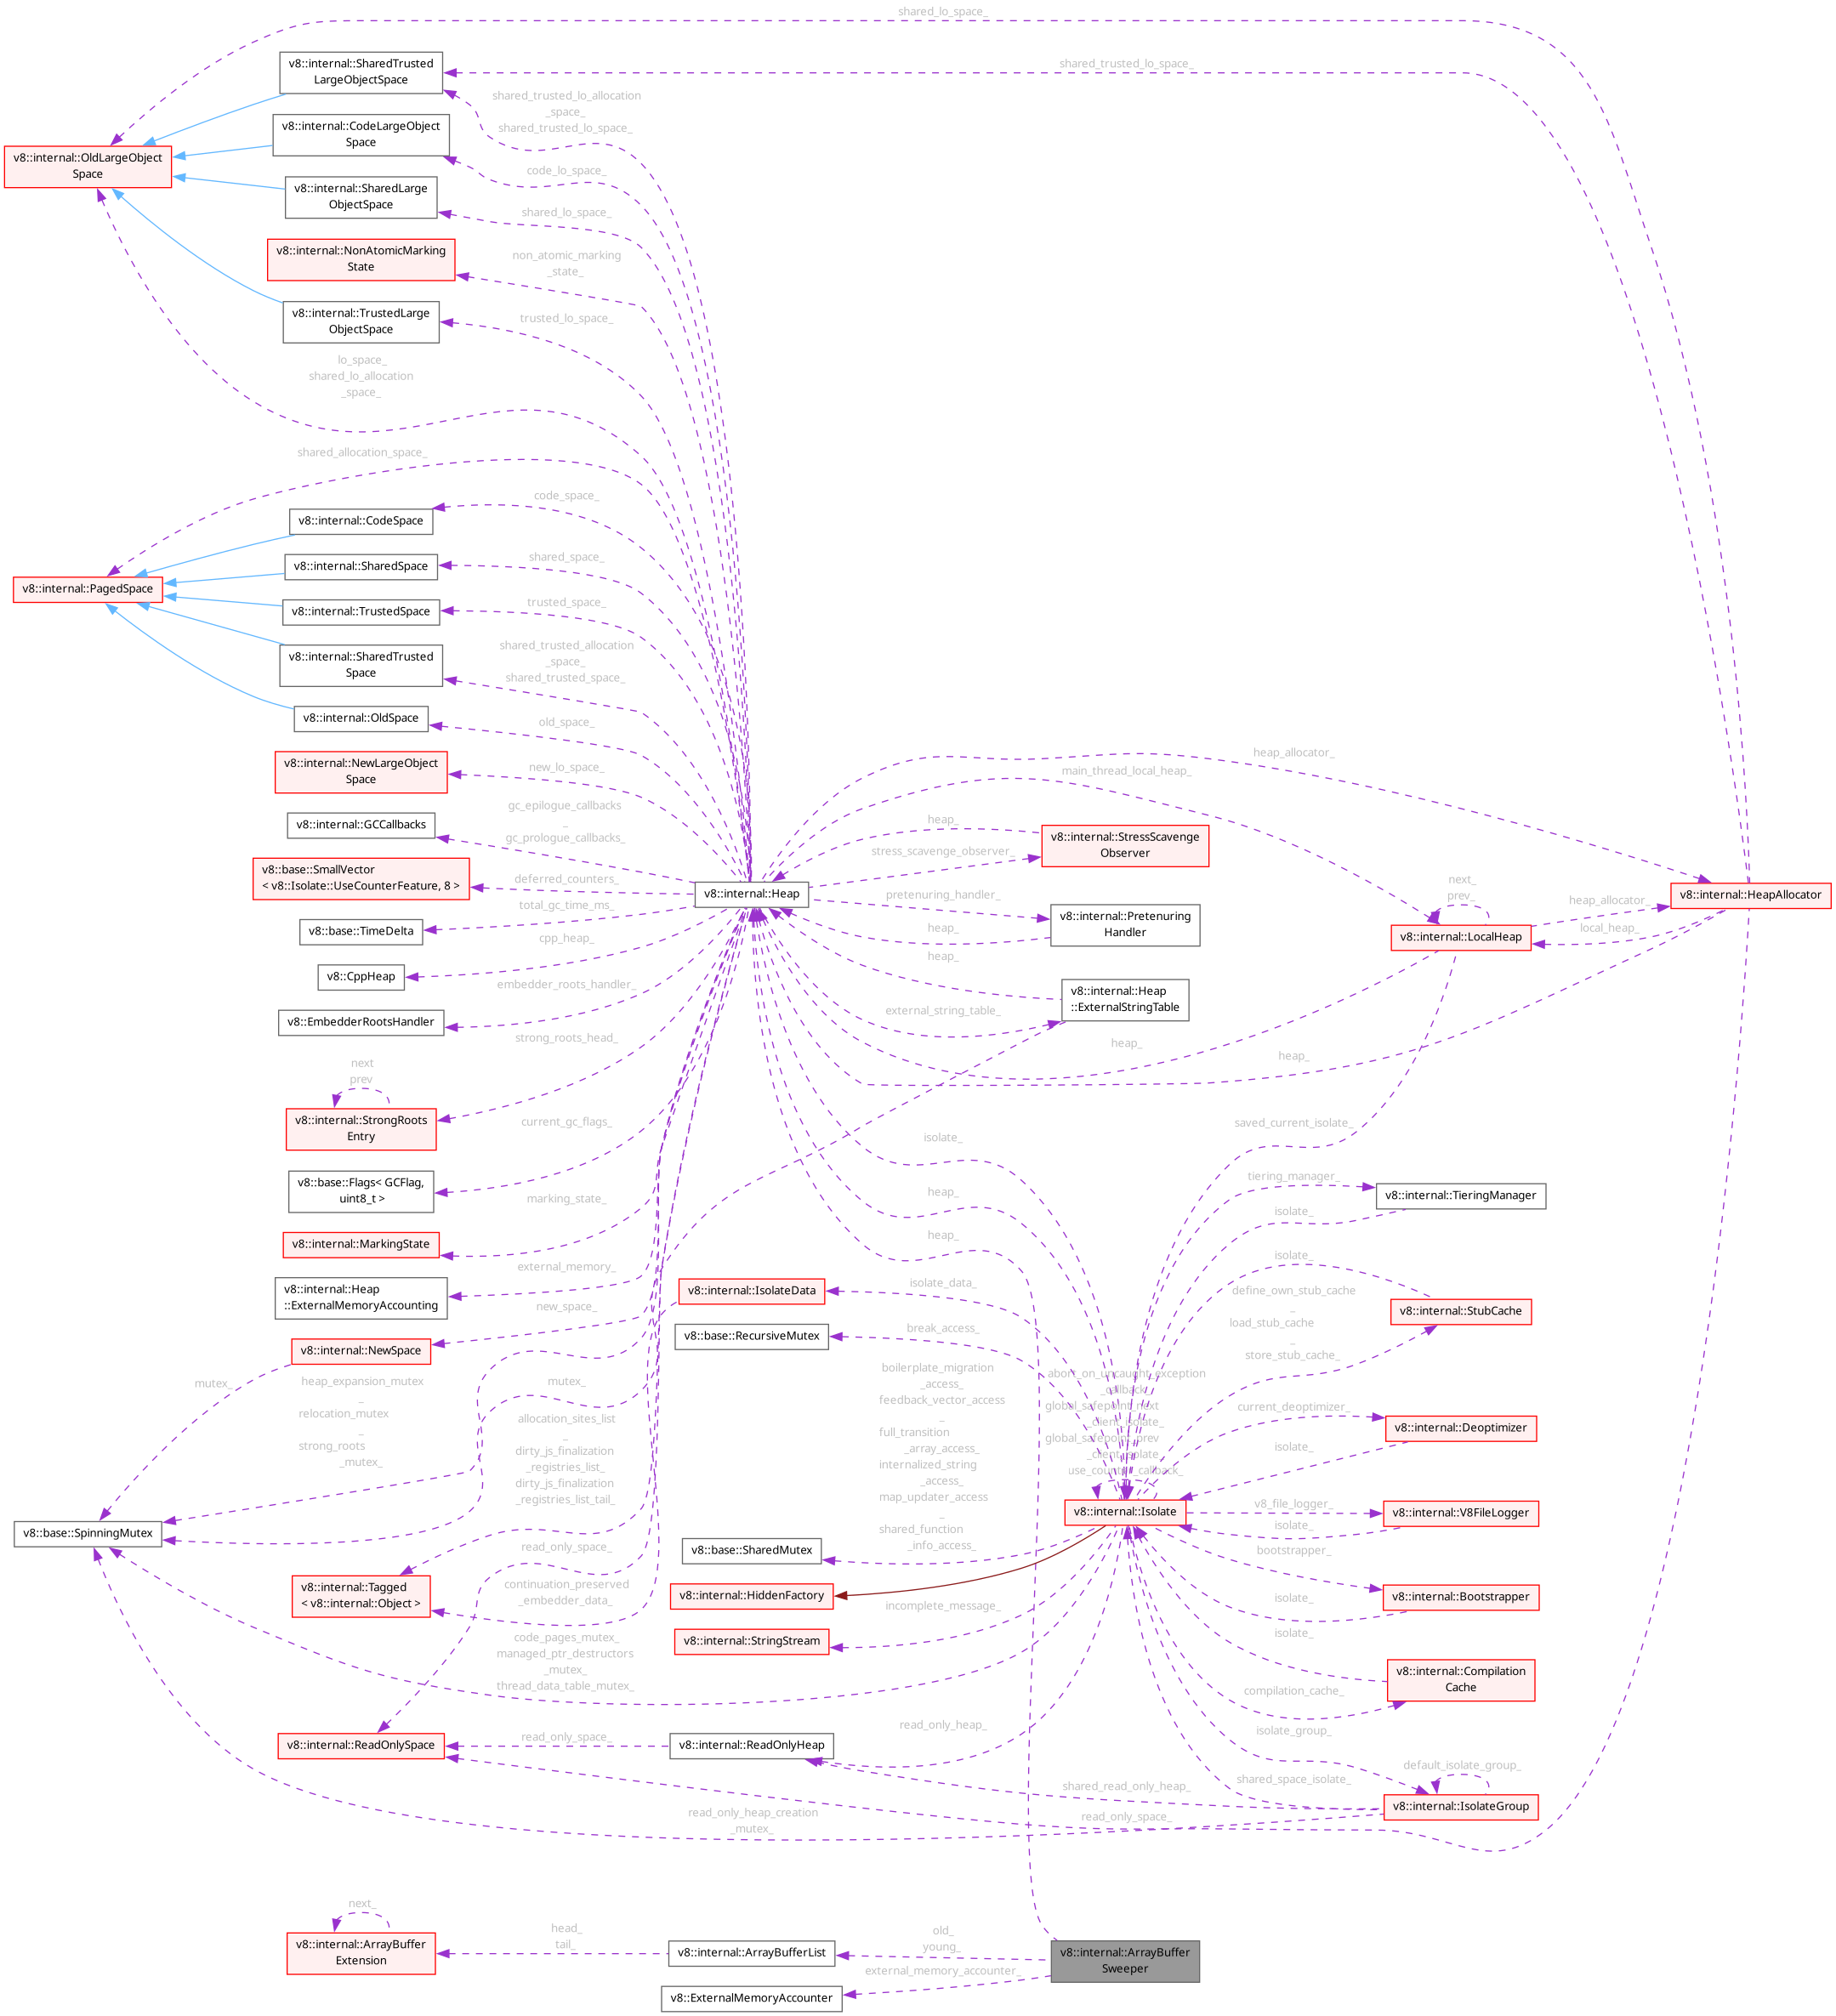 shared_lo_space_
v8::internal::SharedTrusted
LargeObjectSpace
shared_trusted_lo_space_
shared_trusted_lo_allocation
_space_
shared_trusted_lo_space_
v8::internal::CodeLargeObject
Space
v8::internal::OldLargeObject
Space
code_lo_space_
v8::internal::SharedLarge
ObjectSpace
shared_lo_space_
v8::internal::NonAtomicMarking
State
non_atomic_marking
_state_
v8::internal::TrustedLarge
ObjectSpace
trusted_lo_space_
lo_space_
shared_lo_allocation
_space_
shared_allocation_space_
v8::internal::CodeSpace
code_space_
v8::internal::SharedSpace
shared_space_
v8::internal::PagedSpace
v8::internal::TrustedSpace
trusted_space_
v8::internal::SharedTrusted
Space
shared_trusted_allocation
_space_
shared_trusted_space_
v8::internal::OldSpace
old_space_
v8::internal::NewLargeObject
Space
new_lo_space_
heap_allocator_
main_thread_local_heap_
v8::internal::GCCallbacks
gc_epilogue_callbacks
_
gc_prologue_callbacks_
heap_
v8::internal::StressScavenge
Observer
stress_scavenge_observer_
v8::base::SmallVector
< v8::Isolate::UseCounterFeature, 8 >
deferred_counters_
v8::internal::Heap
pretenuring_handler_
next_
prev_
v8::internal::HeapAllocator
heap_allocator_
total_gc_time_ms_
v8::base::TimeDelta
v8::internal::Pretenuring
Handler
heap_
v8::internal::LocalHeap
local_heap_
cpp_heap_
v8::CppHeap
heap_
embedder_roots_handler_
v8::EmbedderRootsHandler
v8::internal::Heap
::ExternalStringTable
external_string_table_
strong_roots_head_
heap_
heap_
next
prev
v8::internal::StrongRoots
Entry
current_gc_flags_
saved_current_isolate_
isolate_
v8::base::Flags< GCFlag,
uint8_t >
marking_state_
heap_
tiering_manager_
v8::internal::TieringManager
isolate_
v8::internal::MarkingState
heap_
isolate_
external_memory_
v8::internal::Heap
::ExternalMemoryAccounting
v8::internal::IsolateData
isolate_data_
define_own_stub_cache
_
load_stub_cache
_
store_stub_cache_
v8::internal::StubCache
new_space_
v8::base::RecursiveMutex
break_access_
v8::internal::NewSpace
mutex_
heap_expansion_mutex
_
relocation_mutex
_
strong_roots
_mutex_
mutex_
boilerplate_migration
_access_
feedback_vector_access
_
full_transition
_array_access_
internalized_string
_access_
map_updater_access
_
shared_function
_info_access_
abort_on_uncaught_exception
_callback_
global_safepoint_next
_client_isolate_
global_safepoint_prev
_client_isolate_
use_counter_callback_
current_deoptimizer_
v8::internal::Deoptimizer
isolate_
allocation_sites_list
_
dirty_js_finalization
_registries_list_
dirty_js_finalization
_registries_list_tail_
v8::internal::Isolate
v8_file_logger_
v8::internal::V8FileLogger
isolate_
v8::base::SpinningMutex
v8::base::SharedMutex
read_only_space_
bootstrapper_
v8::internal::Tagged
< v8::internal::Object >
continuation_preserved
_embedder_data_
v8::internal::HiddenFactory
v8::internal::Bootstrapper
isolate_
incomplete_message_
v8::internal::StringStream
isolate_
code_pages_mutex_
managed_ptr_destructors
_mutex_
thread_data_table_mutex_
v8::internal::Compilation
Cache
compilation_cache_
v8::internal::ReadOnlySpace
read_only_space_
v8::internal::ReadOnlyHeap
read_only_heap_
isolate_group_
default_isolate_group_
shared_read_only_heap_
shared_space_isolate_
v8::internal::IsolateGroup
read_only_heap_creation
_mutex_
read_only_space_
next_
v8::internal::ArrayBuffer
Extension
head_
tail_
v8::internal::ArrayBufferList
old_
young_
v8::internal::ArrayBuffer
Sweeper
external_memory_accounter_
v8::ExternalMemoryAccounter